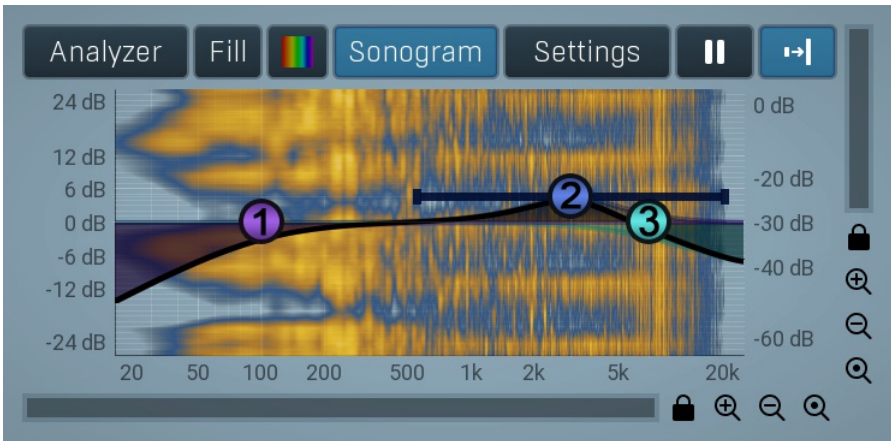 Analyzer Fill Sonogram Settings
24 dB 0 dB
12 dB
6 dB -20 dB
0 dB -30 dB
-6 dB -40 dB
-12 dB
-24 dB -60 dB
1 2 3
20 50 100 200 500 1k 2k 5k 20k